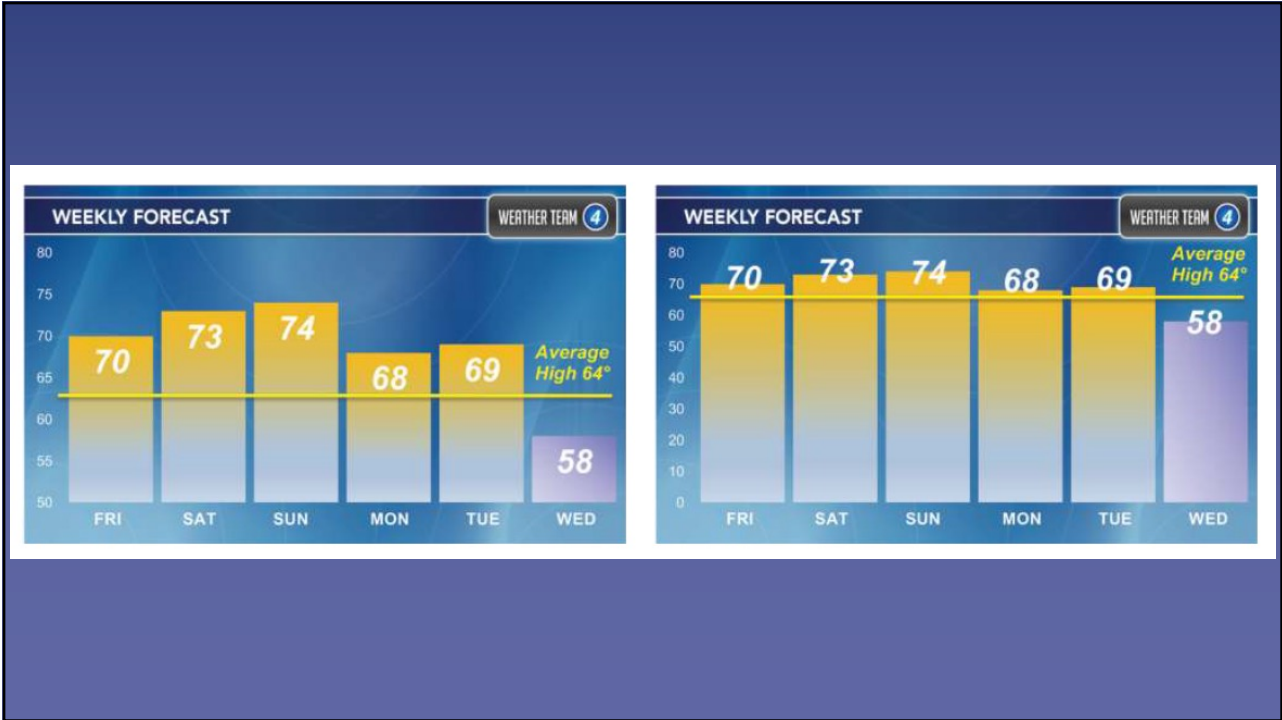 WEEKLY FORECAST
WEATHER TEAM 4
80
75
70
65
60
55
50
70
73
74
68
69
58
Average
High 64°
FRI SAT SUN MON TUE WED
WEEKLY FORECAST
WEATHER TEAM 4
80
70
60
50
40
30
20
10
0
70
73
74
68
69
58
Average
High 64°
FRI SAT SUN MON TUE WED